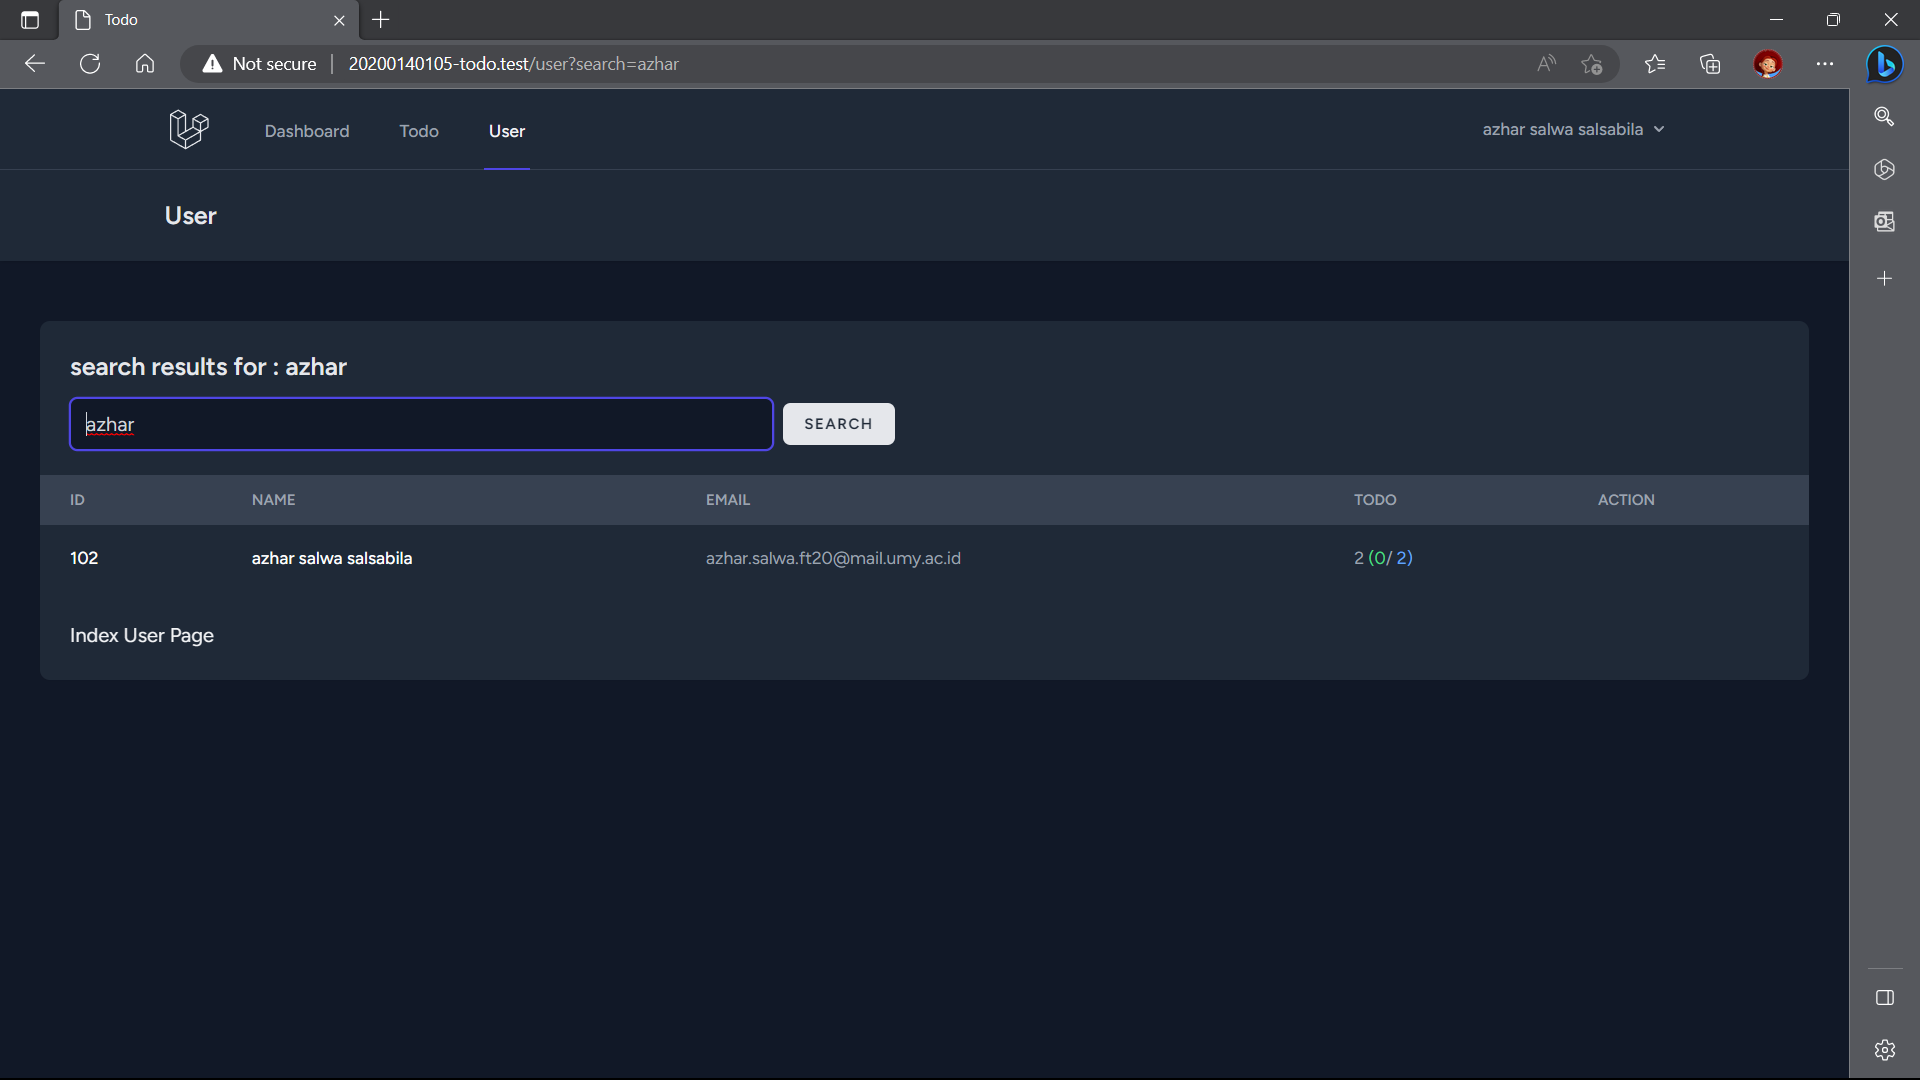 Todo
Not secure | 20200140105-todo.test/user?search=azhar
Dashboard Todo User azhar salwa salsabila
User
search results for : azhar
azhar SEARCH
ID NAME EMAIL TODO ACTION
102 azhar salwa salsabila azhar.salwa.ft20@mail.umy.ac.id 2 (0/ 2)
Index User Page